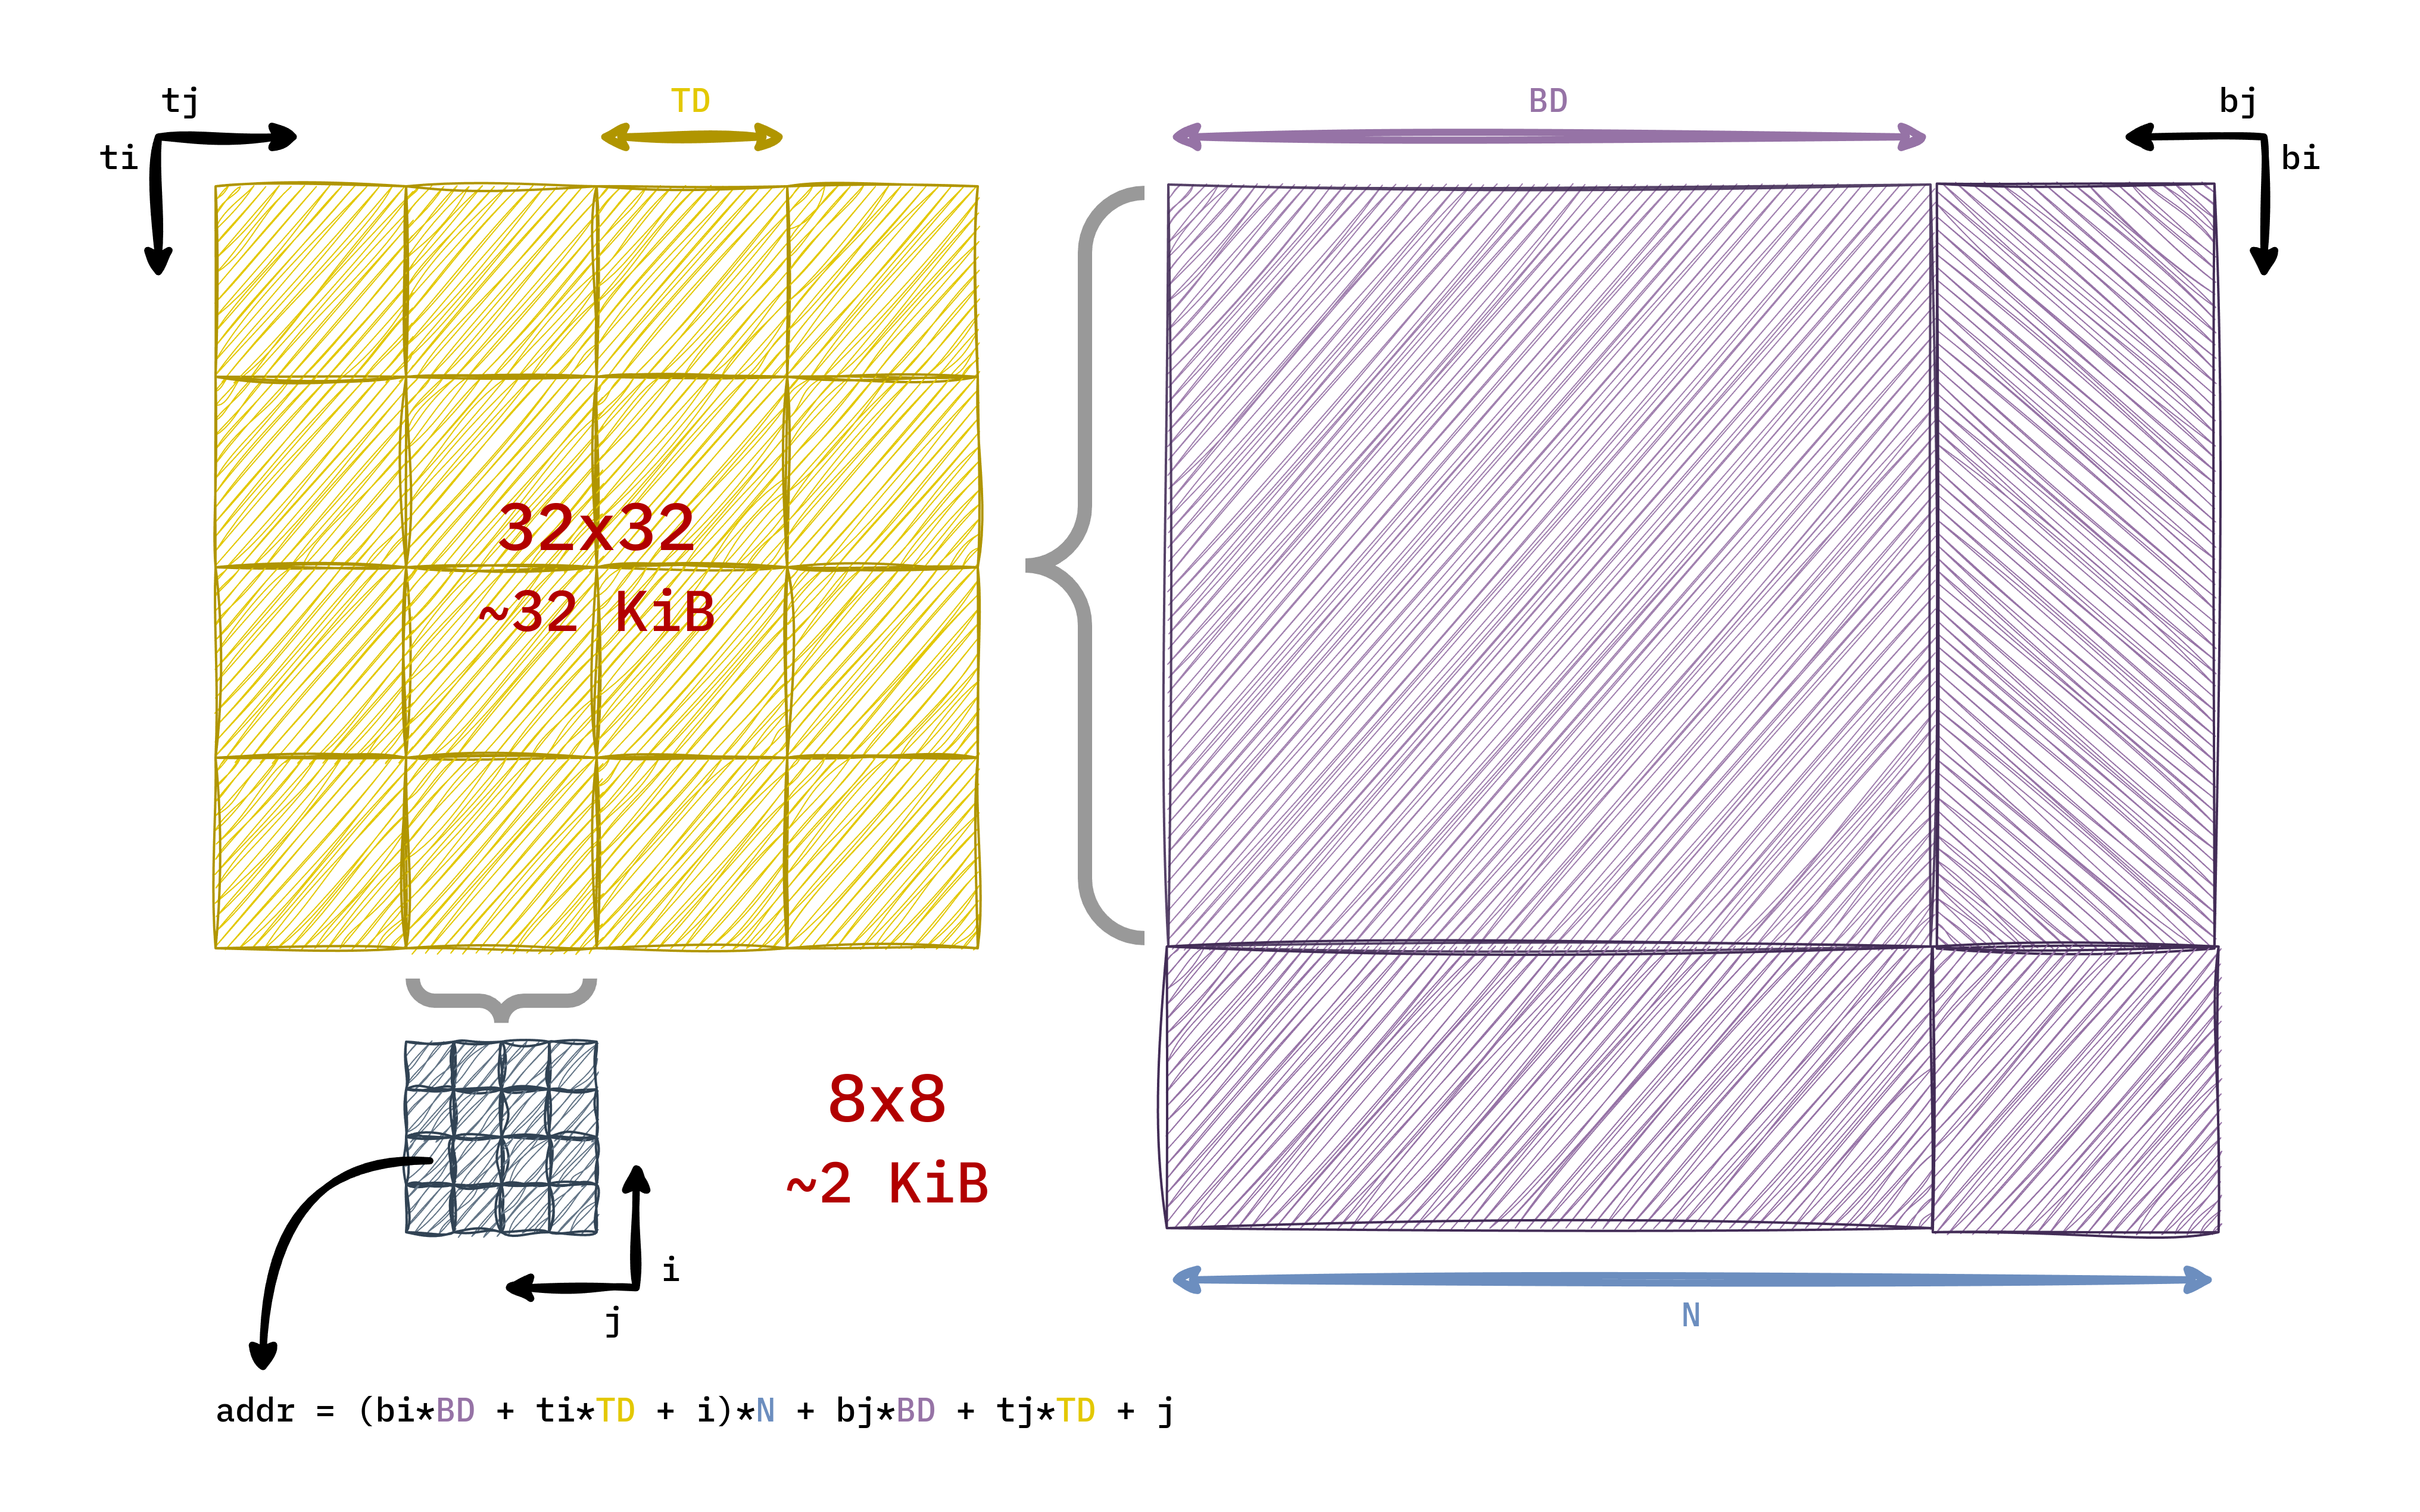 tj
TD
BD
bj
ti
bi
32x32
~32 KiB
8x8
~2 KiB
i
j
N
addr = (bi*BD + ti*TD + i)*N + bj*BD + tj*TD + j